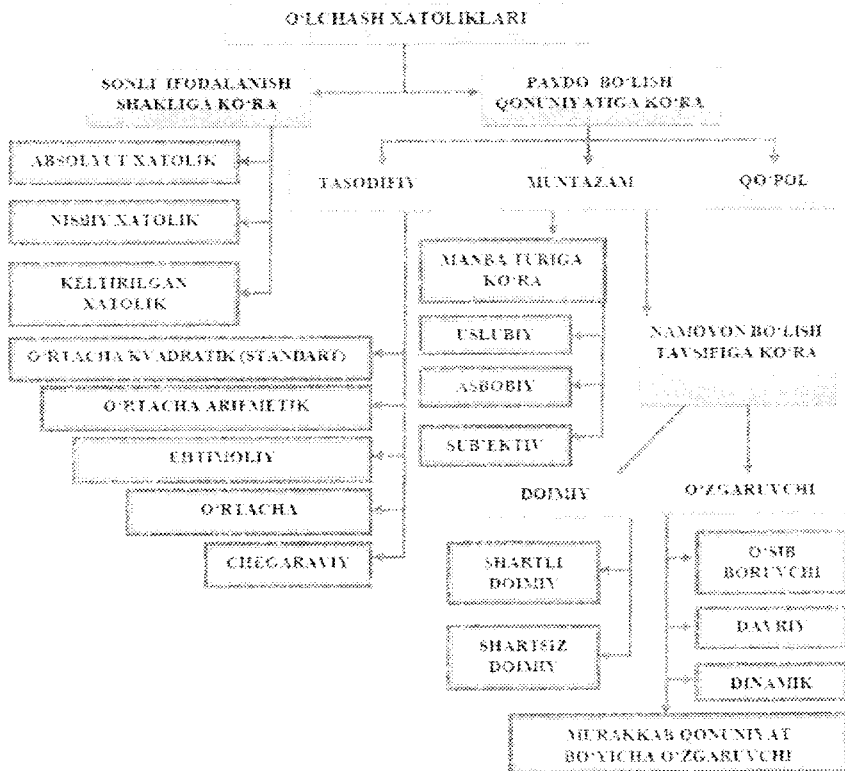 O‘LCHASH XATOLIKLARI
SONLI IFODALANISH
SHAKLIGA KO‘RA
PAYDO BO‘LISH
QONUNIYATIGA KO‘RA
ABSOLYUT XATOLIK
NISBIY XATOLIK
KELTIRILGAN
XATOLIK
TASODIFIY
MUNTAZAM
QO‘POL
O‘RTACHA KVADRATIK (STANDART)
O‘RTACHA ARIFMETIK
EHTIMOLIY
O‘RTACHA
CHEGARAVIY
MANBA TURIGA
KO‘RA
USLUBIY
ASBOBIY
SUB'EKTIV
NAMOYON BO‘LISH
TAVSIFIGA KO‘RA
DOIMIY
O‘ZGARUVCHI
SHARTLI
DOIMIY
SHARTSIZ
DOIMIY
O‘SIB
BORUVCHI
DAVRIY
DINAMIK
MURAKKAB QONUNIYAT
BO‘YICHA O‘ZGARUVCHI